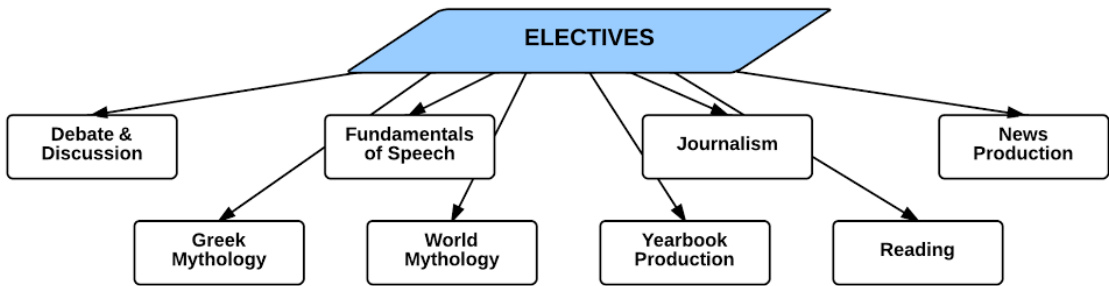 ELECTIVES
Debate &
Discussion
Fundamentals
of Speech
Journalism
News
Production
Greek
Mythology
World
Mythology
Yearbook
Production
Reading